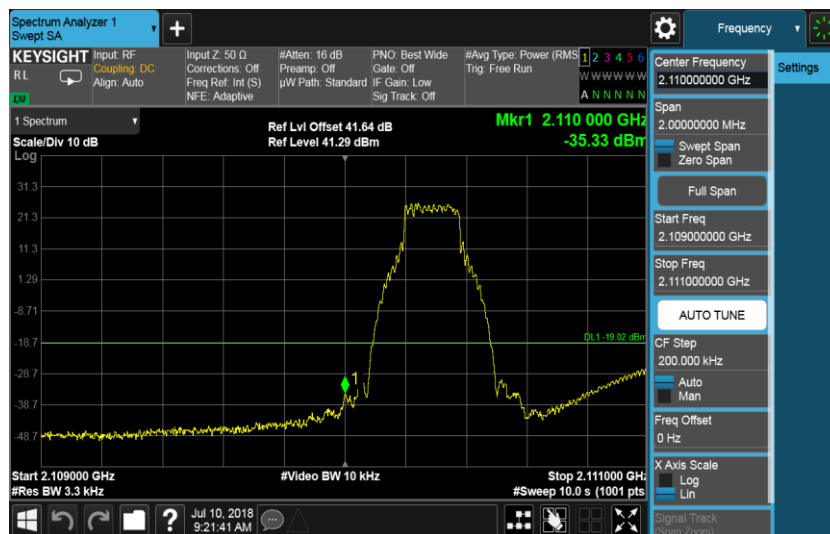 Spectrum Analyzer 1
Swept SA
+
Frequency
KEYSIGHT
RL
LXI
Input: RF
Coupling: DC
Align: Auto
Input Z: 50 Ω
Corrections: Off
Freq Ref: Int (S)
NFE: Adaptive
#Atten: 16 dB
Preamp: Off
µW Path: Standard
PNO: Best Wide
Gate: Off
IF Gain: Low
Sig Track: Off
#Avg Type: Power (RMS
Trig: Free Run
1 2 3 4 5 6
W W W W W W
A N N N N N
1 Spectrum
Scale/Div 10 dB
Log
Ref Lvl Offset 41.64 dB
Ref Level 41.29 dBm
Mkr1 2.110 000 GHz
-35.33 dBm
31.3
21.3
11.3
1.29
-8.71
-18.7
-28.7
-38.7
-48.7
DL1 -19.02 dBm
1
Start 2.109000 GHz
#Res BW 3.3 kHz
#Video BW 10 kHz
Stop 2.111000 GHz
#Sweep 10.0 s (1001 pts
Center Frequency
2.110000000 GHz
Settings
Span
2.00000000 MHz
Swept Span
Zero Span
Full Span
Start Freq
2.109000000 GHz
Stop Freq
2.111000000 GHz
AUTO TUNE
CF Step
200.000 kHz
Auto
Man
Freq Offset
0 Hz
X Axis Scale
Log
Lin
Signal Track
(Span Zoom)
?
Jul 10, 2018
9:21:41 AM